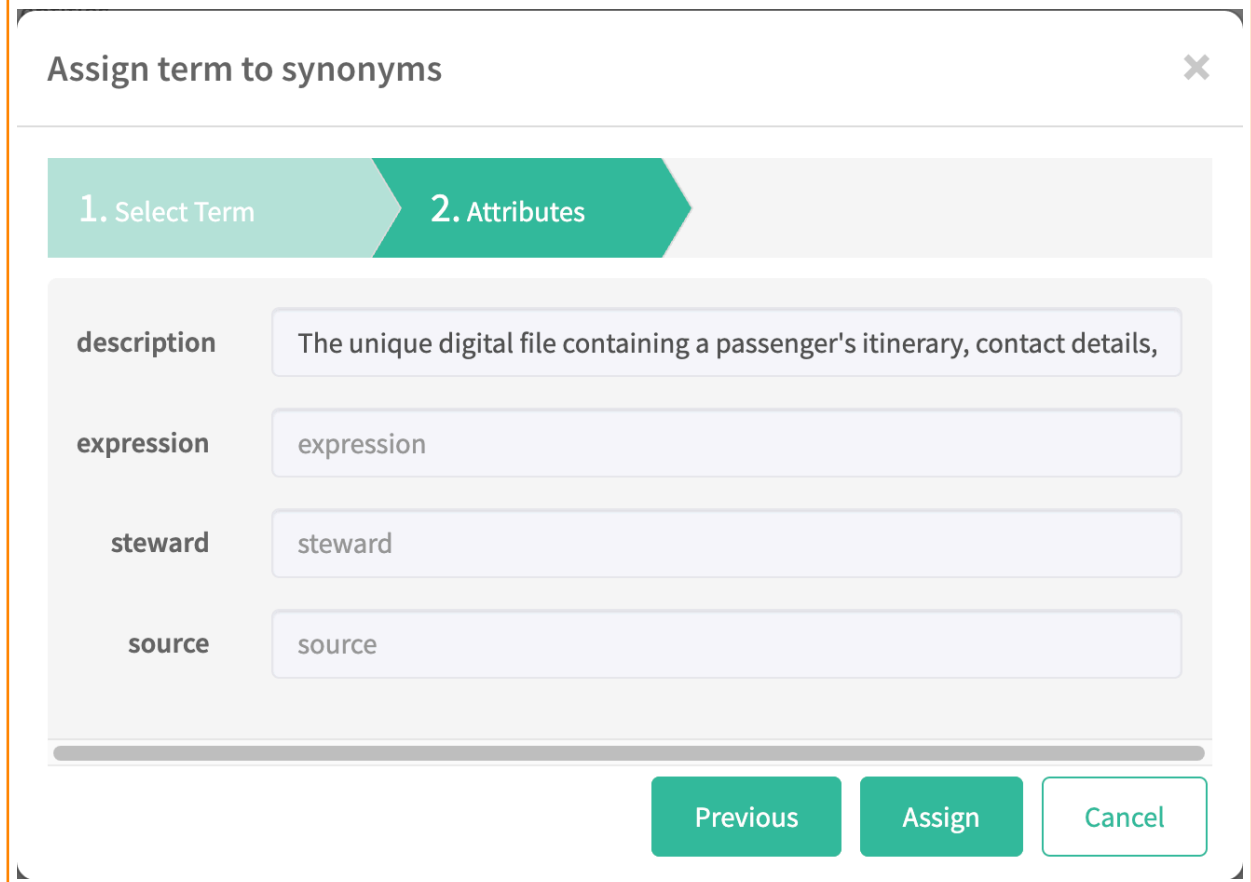 Assign term to synonyms
×
1. Select Term
2. Attributes
description
The unique digital file containing a passenger's itinerary, contact details,
expression
expression
steward
steward
source
source
Previous
Assign
Cancel